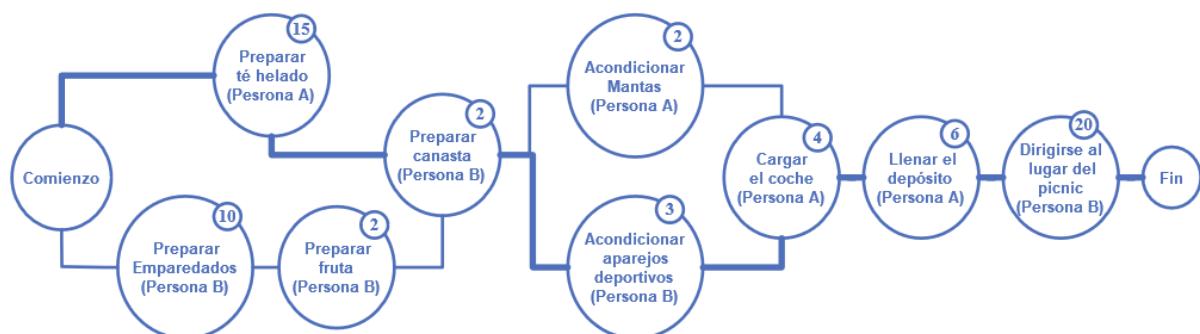 Comienzo
15
Preparar
té helado
(Pesrona A)
10
Preparar
Emparedados
(Persona B)
2
Preparar
fruta
(Persona B)
2
Preparar
canasta
(Persona B)
2
Acondicionar
Mantas
(Persona A)
3
Acondicionar
aparejos
deportivos
(Persona B)
4
Cargar
el coche
(Persona A)
6
Llenar el
depósito
(Persona A)
20
Dirigirse al
lugar del
picnic
(Persona B)
Fin